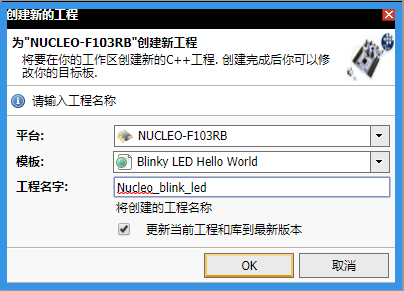 创建新的工程
为"NUCLEO-F103RB"创建新工程
将要在你的工作区创建新的C++工程. 创建完成后你可以修
改你的目标板.
请输入工程名称
平台: NUCLEO-F103RB
模板: Blinky LED Hello World
工程名字: Nucleo_blink_led
将创建的工程名称
更新当前工程和库到最新版本
OK 取消